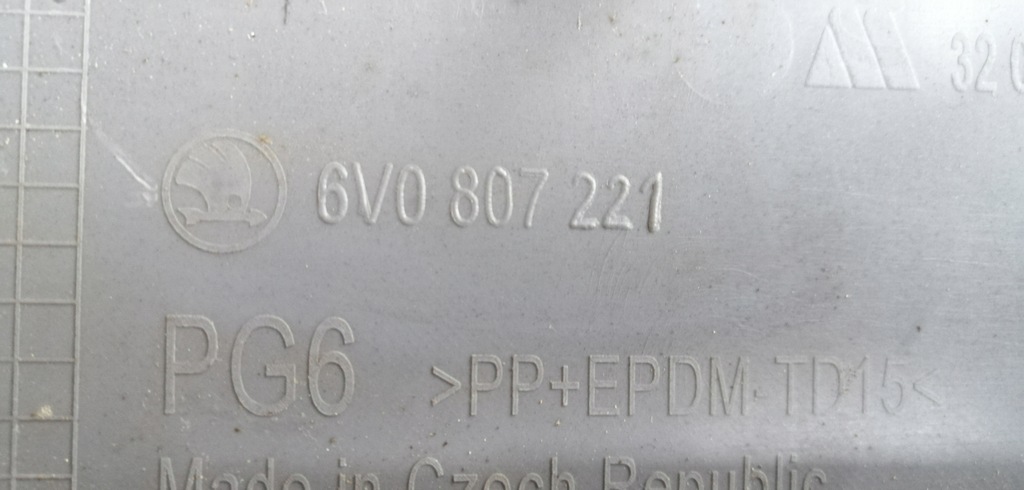 32
6V0 807 221
PG6
>PP+EPDM-TD15<
Made in Czech Republic